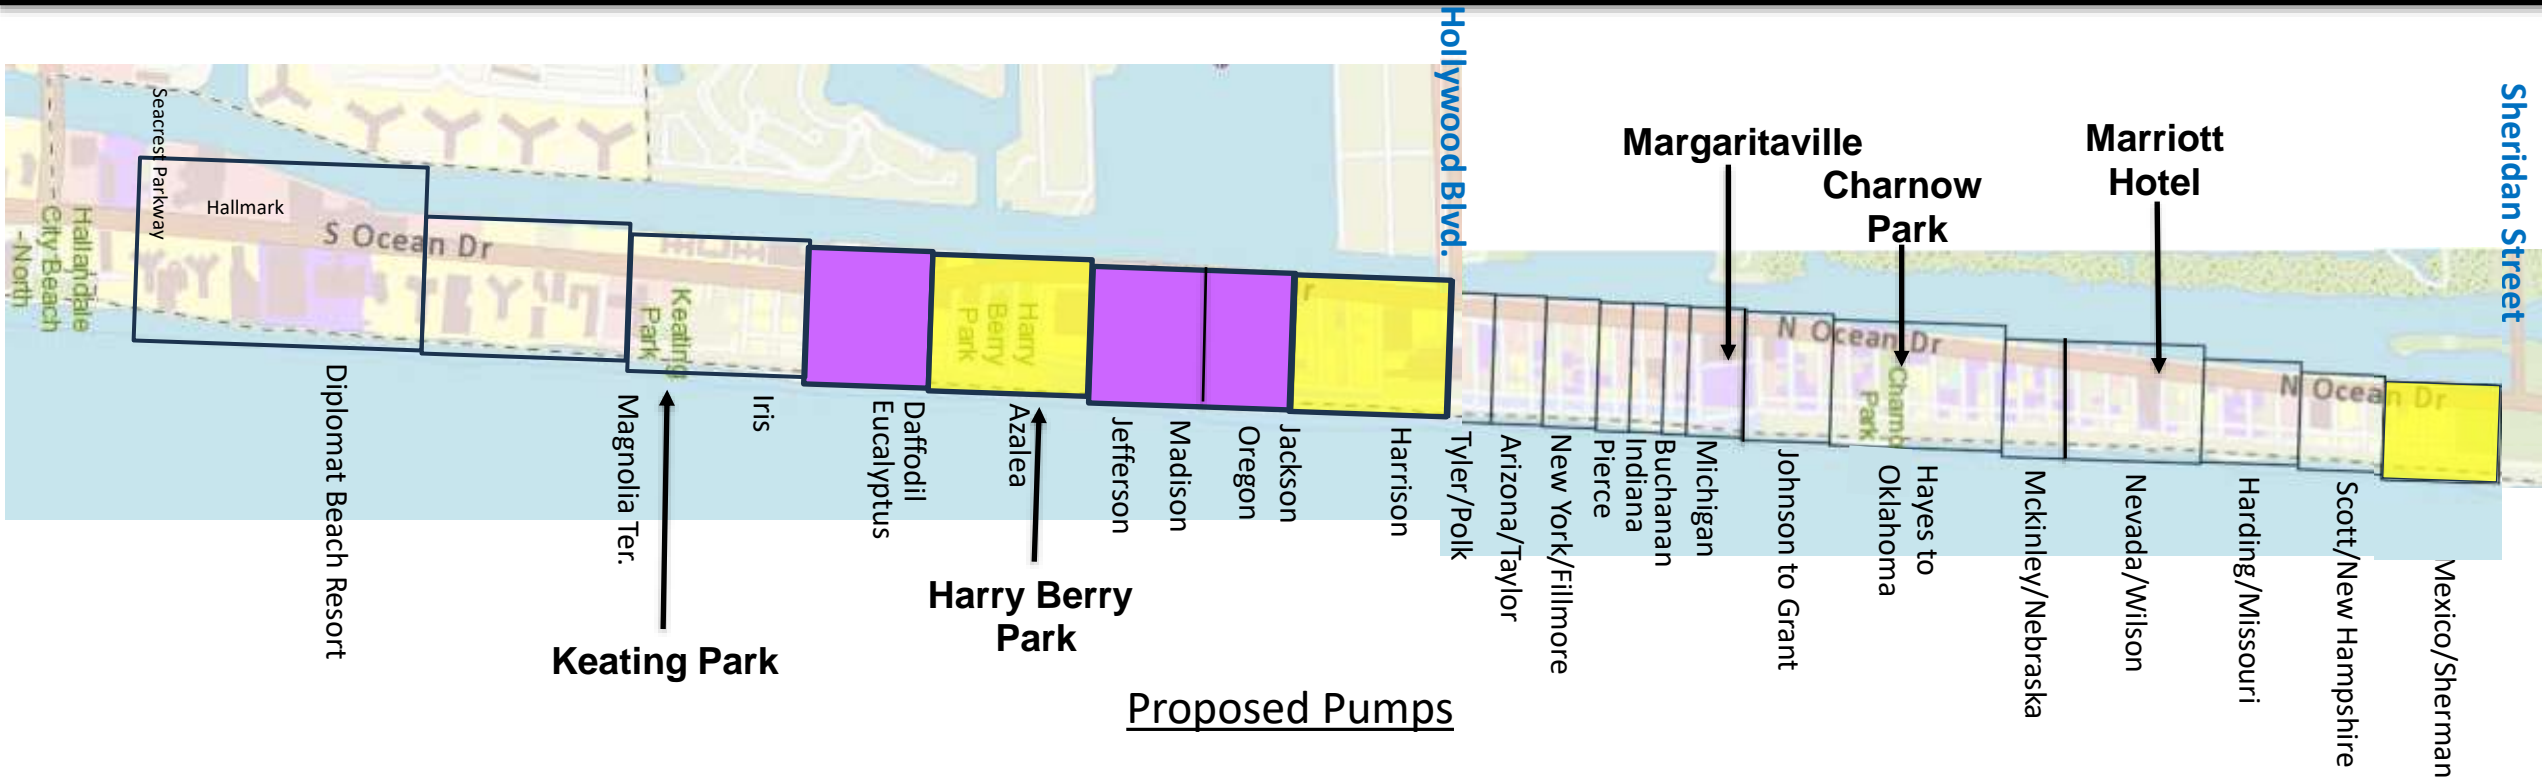 Hollywood Blvd.
Sheridan Street
Seacrest Parkway
Hallmark
S Ocean Dr
Hallandale
City Beach
- North
Margaritaville
Charnow
Park
Marriott
Hotel
N Ocean Dr
N Ocean Dr
Keating
Park
Harry
Berry
Park
r
Charno
Park
Diplomat Beach Resort
Magnolia Ter.
Iris
Daffodil
Eucalyptus
Azalea
Jefferson
Madison
Oregon
Jackson
Harrison
Tyler/Polk
Arizona/Taylor
New York/Fillmore
Pierce
Indiana
Buchanan
Michigan
Johnson to Grant
Hayes to
Oklahoma
Mckinley/Nebraska
Nevada/Wilson
Harding/Missouri
Scott/New Hampshire
Mexico/Sherman
Keating Park
Harry Berry
Park
Proposed Pumps